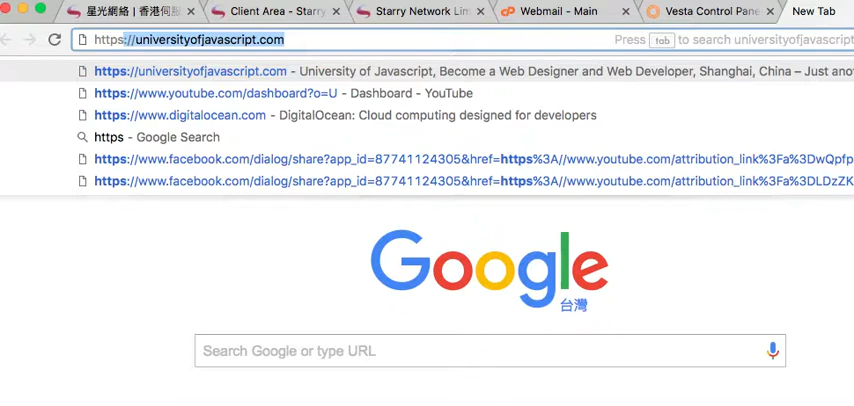 星光網絡 | 香港伺服
Client Area - Starry
Starry Network Lim
Webmail - Main
Vesta Control Pane
New Tab
https://universityofjavascript.com
Press tab to search universityofjavascript
https://universityofjavascript.com - University of Javascript, Become a Web Designer and Web Developer, Shanghai, China – Just ano
https://www.youtube.com/dashboard?o=U - Dashboard - YouTube
https://www.digitalocean.com - DigitalOcean: Cloud computing designed for developers
https - Google Search
https://www.facebook.com/dialog/share?app_id=87741124305&href=https%3A//www.youtube.com/attribution_link%3Fa%3DwQpfp
https://www.facebook.com/dialog/share?app_id=87741124305&href=https%3A//www.youtube.com/attribution_link%3Fa%3DLDzZK
Google
台灣
Search Google or type URL